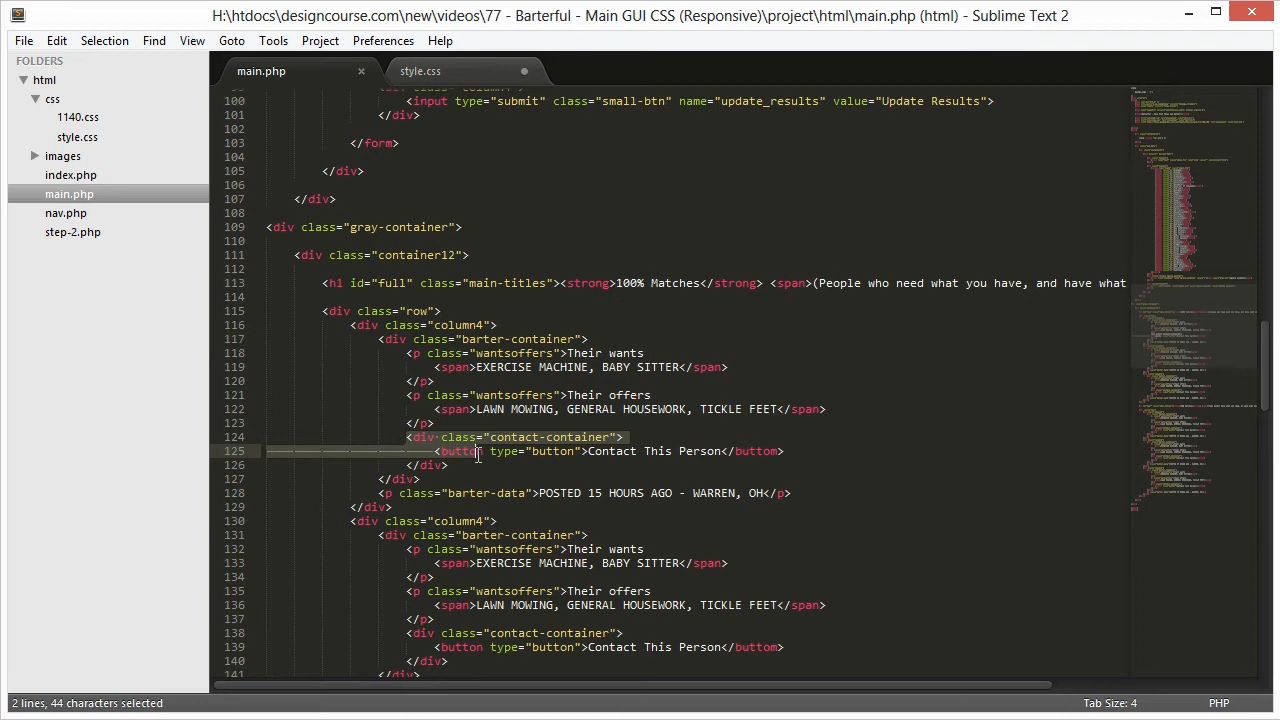 H:\htdocs\designcourse.com\new\videos\77 - Barterful - Main GUI CSS (Responsive)\project\html\main.php (html) - Sublime Text 2
File Edit Selection Find View Goto Tools Project Preferences Help
FOLDERS
html
css
1140.css
style.css
images
index.php
main.php
nav.php
step-2.php
main.php
style.css
100 <input type="submit" class="small-btn" name="update_results" value="Update Results">
101 </div>
102
103 </form>
104
105 </div>
106
107 </div>
108
109 <div class="gray-container">
110
111 <div class="container12">
112
113 <h1 id="full" class="main-titles"><strong>100% Matches</strong> <span>(People who need what you have, and have what
114
115 <div class="row">
116 <div class="column4">
117 <div class="barter-container">
118 <p class="wantsoffers">Their wants
119 <span>EXERCISE MACHINE, BABY SITTER</span>
120 </p>
121 <p class="wantsoffers">Their offers
122 <span>LAWN MOWING, GENERAL HOUSEWORK, TICKLE FEET</span>
123 </p>
124 <div class="contact-container">
125 <button type="button">Contact This Person</buttom>
126 </div>
127 </div>
128 <p class="barter-data">POSTED 15 HOURS AGO - WARREN, OH</p>
129 </div>
130 <div class="column4">
131 <div class="barter-container">
132 <p class="wantsoffers">Their wants
133 <span>EXERCISE MACHINE, BABY SITTER</span>
134 </p>
135 <p class="wantsoffers">Their offers
136 <span>LAWN MOWING, GENERAL HOUSEWORK, TICKLE FEET</span>
137 </p>
138 <div class="contact-container">
139 <button type="button">Contact This Person</buttom>
140 </div>
141 </div>
2 lines, 44 characters selected
Tab Size: 4
PHP